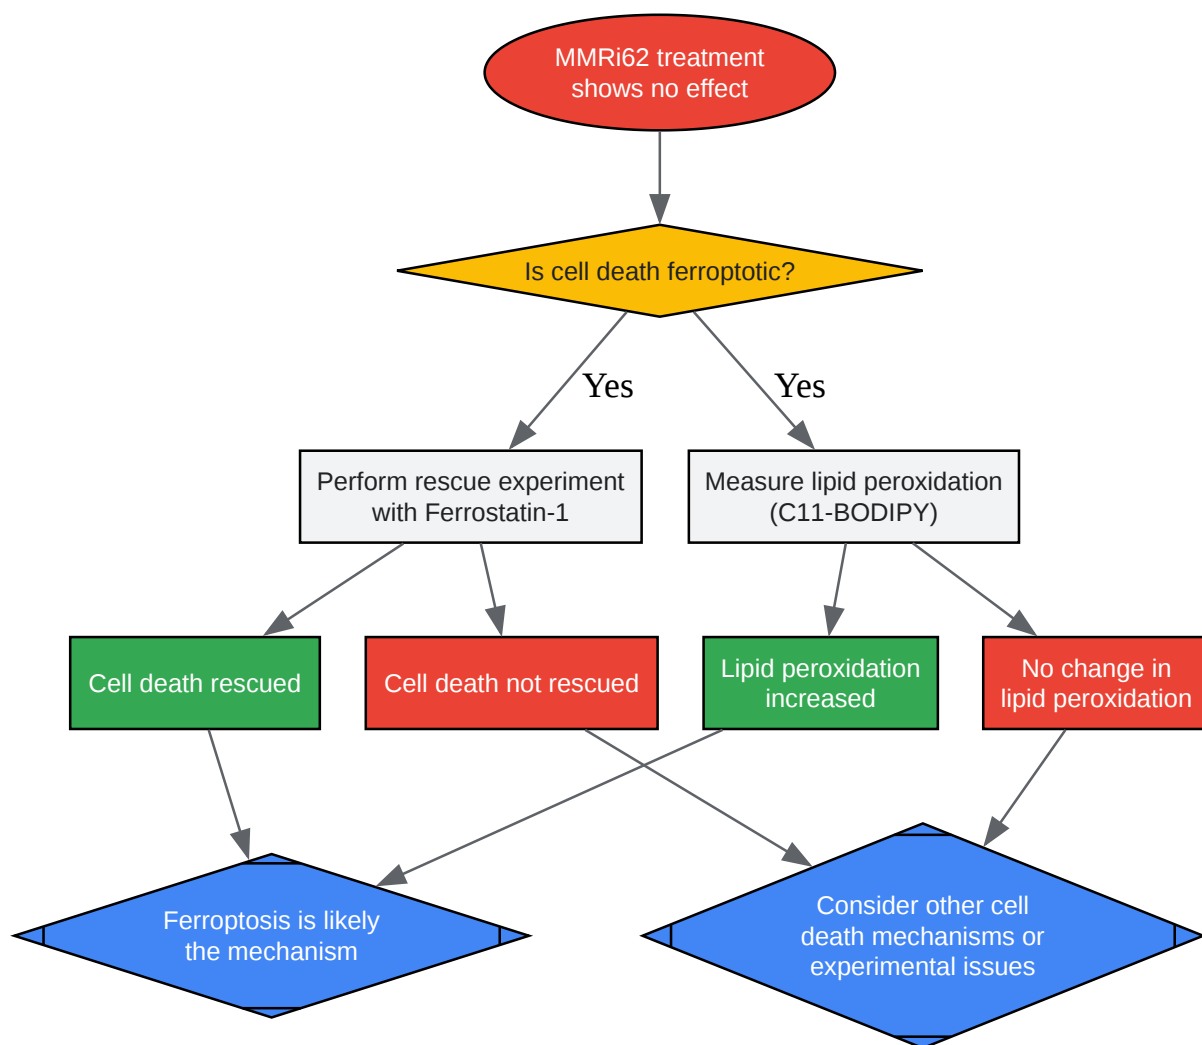 MMRi62 treatment
shows no effect
Is cell death ferroptotic?
Yes
Yes
Perform rescue experiment
with Ferrostatin-1
Measure lipid peroxidation
(C11-BODIPY)
Cell death rescued
Cell death not rescued
Lipid peroxidation
increased
No change in
lipid peroxidation
Ferroptosis is likely
the mechanism
Consider other cell
death mechanisms or
experimental issues